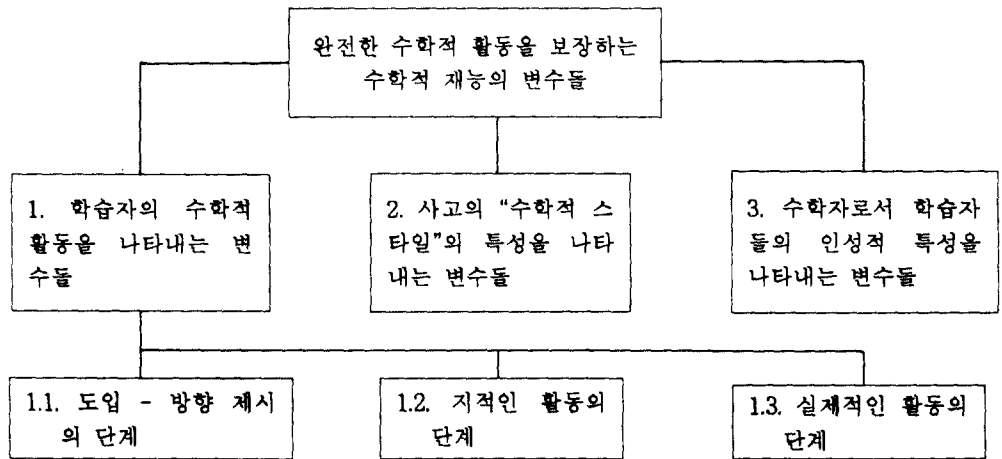 완전한 수학적 활동을 보장하는
수학적 재능의 변수들
1. 학습자의 수학적
활동을 나타내는 변
수들
2. 사고의 “수학적 스
타일”의 특성을 나타
내는 변수들
3. 수학자로서 학습자
들의 인성적 특성을
나타내는 변수들
1.1. 도입 - 방향 제시
의 단계
1.2. 지적인 활동의
단계
1.3. 실재적인 활동의
단계